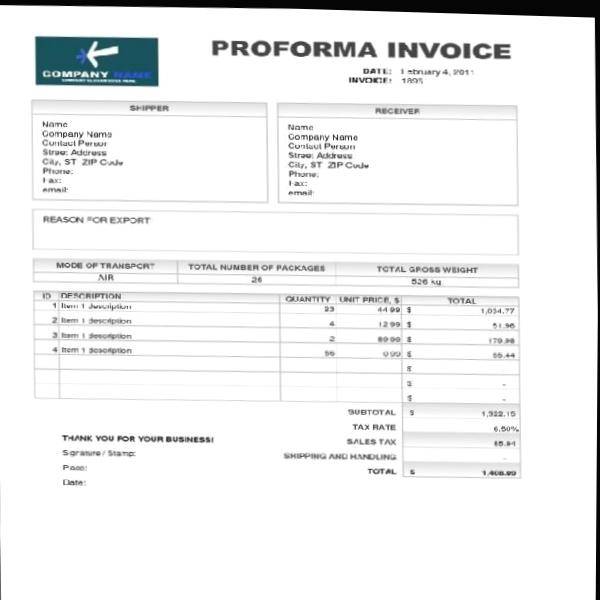 COMPANY NAME
PROFORMA INVOICE
DATE: February 4, 2011
INVOICE: 1895
SHIPPER
Name
Company Name
Contact Person
Street Address
City, ST ZIP Code
Phone:
Fax:
email:
RECEIVER
Name
Company Name
Contact Person
Street Address
City, ST ZIP Code
Phone:
Fax:
email:
REASON FOR EXPORT
MODE OF TRANSPORT TOTAL NUMBER OF PACKAGES TOTAL GROSS WEIGHT
AIR 26 526 kg
ID DESCRIPTION QUANTITY UNIT PRICE, $ TOTAL
1 Item 1 description 23 44.99 $ 1,034.77
2 Item 1 description 4 12.99 $ 51.96
3 Item 1 description 2 89.99 $ 179.98
4 Item 1 description 56 0.99 $ 55.44
$
$ -
$ -
SUBTOTAL $ 1,322.15
TAX RATE 6.50%
SALES TAX 85.94
SHIPPING AND HANDLING -
TOTAL $ 1,408.09
THANK YOU FOR YOUR BUSINESS!
Signature / Stamp:
Place:
Date: